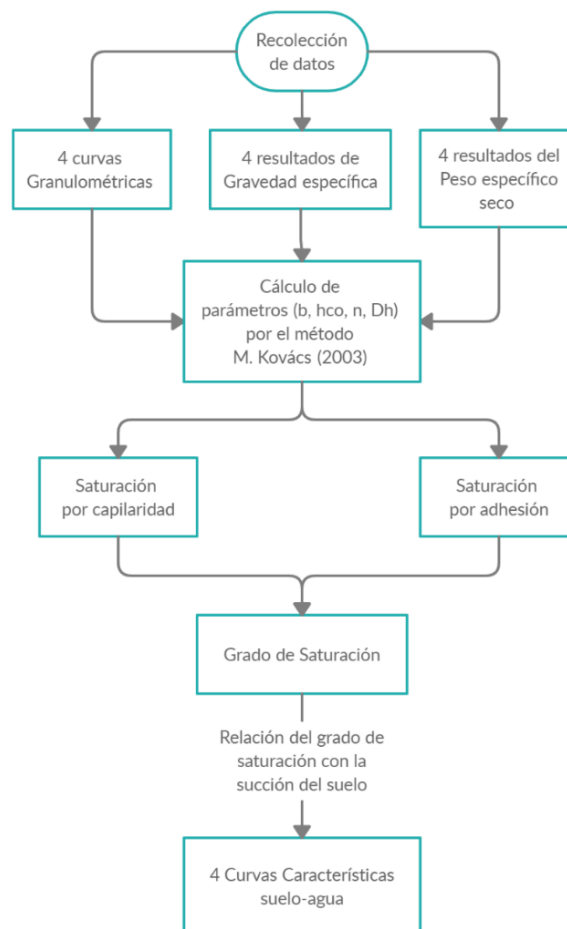 Recolección
de datos
4 curvas
Granulométricas
4 resultados de
Gravedad específica
4 resultados del
Peso específico
seco
Cálculo de
parámetros (b, hco, n, Dh)
por el método
M. Kovács (2003)
Saturación
por capilaridad
Saturación
por adhesión
Grado de Saturación
Relación del grado de
saturación con la
succión del suelo
4 Curvas Características
suelo-agua